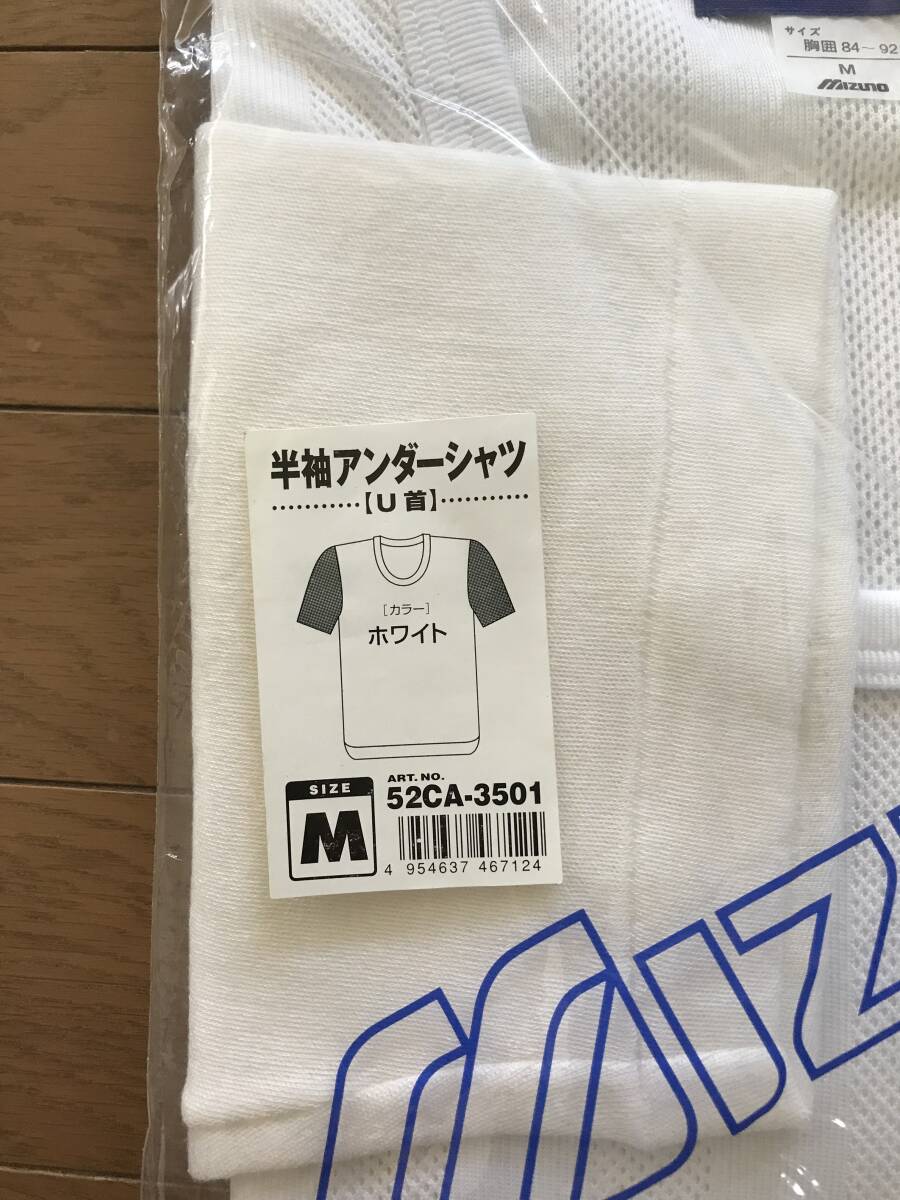 サイズ
胸囲 84～92
M
Mizuno
半袖アンダーシャツ
【U首】
[カラー]
ホワイト
SIZE
M
ART. NO.
52CA-3501
4 954637 467124
MIZ